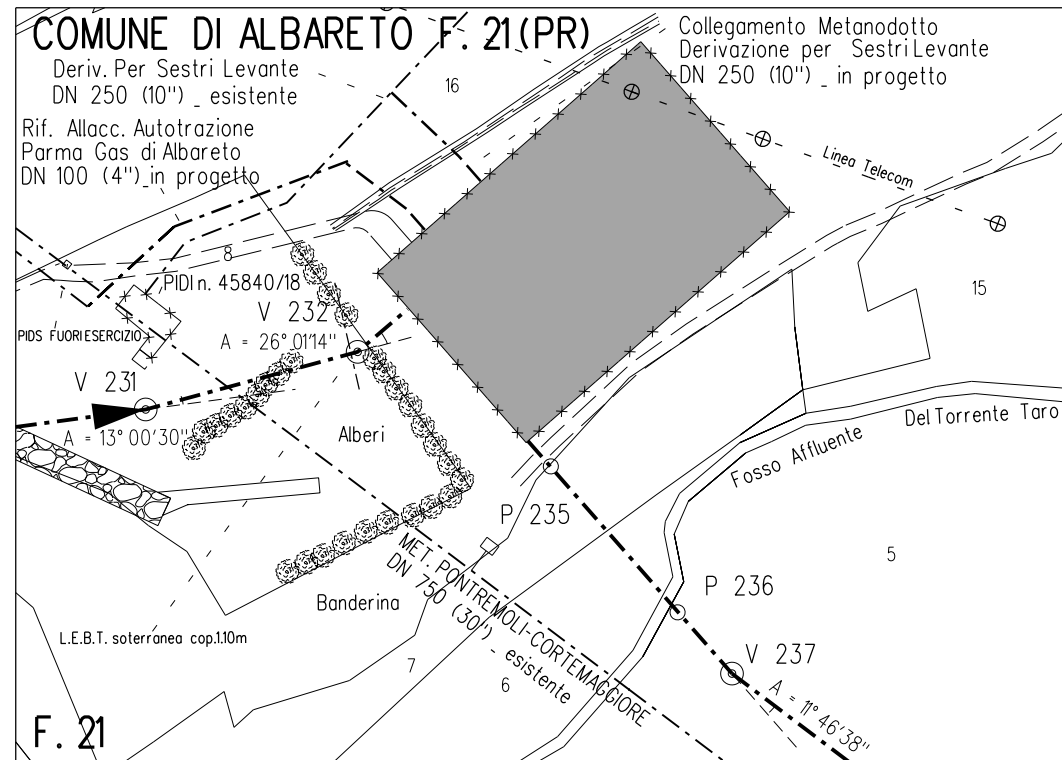 COMUNE DI ALBARETO F. 21(PR)
Deriv. Per Sestri Levante
DN 250 (10") _ esistente
Rif. Allacc. Autotrazione
Parma Gas di Albareto
DN 100 (4")_in progetto
Collegamento Metanodotto
Derivazione per Sestri Levante
DN 250 (10") _ in progetto
16
Linea Telecom
8
PIDI n. 45840/18
V 232
A = 26° 01'14"
PIDS FUORI ESERCIZIO
V 231
A = 13° 00'30"
15
Alberi
Del Torrente Taro
Fosso Affluente
P 235
5
MET. PONTREMOLI-CORTEMAGGIORE
DN 750 (30") _ esistente
P 236
Banderina
L.E.B.T. soterranea cop.1.10m
7
6
V 237
A = 11° 46'38"
F. 21